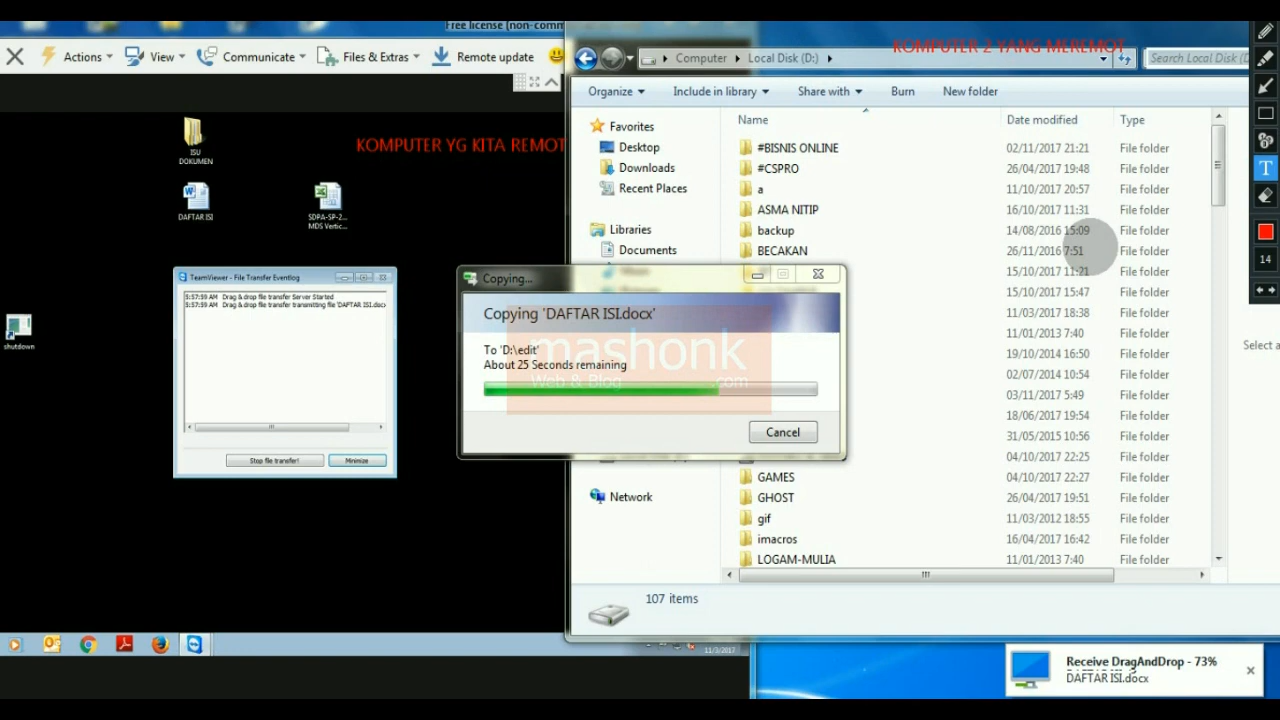 Free license (non-comm
Actions
View
Communicate
Files & Extras
Remote update
KOMPUTER YG KITA REMOT
ISU
DOKUMEN
DAFTAR ISI
SDPA-SP-2...
MDS Vertic...
shutdown
TeamViewer - File Transfer Eventlog
5:57:59 AM Drag & drop file transfer Server Started
5:57:59 AM Drag & drop file transfer transmitting file 'DAFTAR ISI.docx
Stop file transfer!
Minimize
11/3/2017
KOMPUTER 2 YANG MEREMOT
Computer
Local Disk (D:)
Search Local Disk (D
Organize
Include in library
Share with
Burn
New folder
Favorites
Desktop
Downloads
Recent Places
Libraries
Documents
Network
Name Date modified Type
#BISNIS ONLINE 02/11/2017 21:21 File folder
#CSPRO 26/04/2017 19:48 File folder
a 11/10/2017 20:57 File folder
ASMA NITIP 16/10/2017 11:31 File folder
backup 14/08/2016 15:09 File folder
BECAKAN 26/11/2016 7:51 File folder
15/10/2017 11:21 File folder
15/10/2017 15:47 File folder
11/03/2017 18:38 File folder
11/01/2013 7:40 File folder
19/10/2014 16:50 File folder
02/07/2014 10:54 File folder
03/11/2017 5:49 File folder
18/06/2017 19:54 File folder
31/05/2015 10:56 File folder
04/10/2017 22:25 File folder
GAMES 04/10/2017 22:27 File folder
GHOST 26/04/2017 19:51 File folder
gif 11/03/2012 18:55 File folder
imacros 16/04/2017 16:42 File folder
LOGAM-MULIA 11/01/2013 7:40 File folder
107 items
Copying...
Copying 'DAFTAR ISI.docx'
To 'D:\edit'
About 25 Seconds remaining
Cancel
mashonk
Web & Blog .com
T
14
Select a
Receive DragAndDrop - 73%
DAFTAR ISI.docx